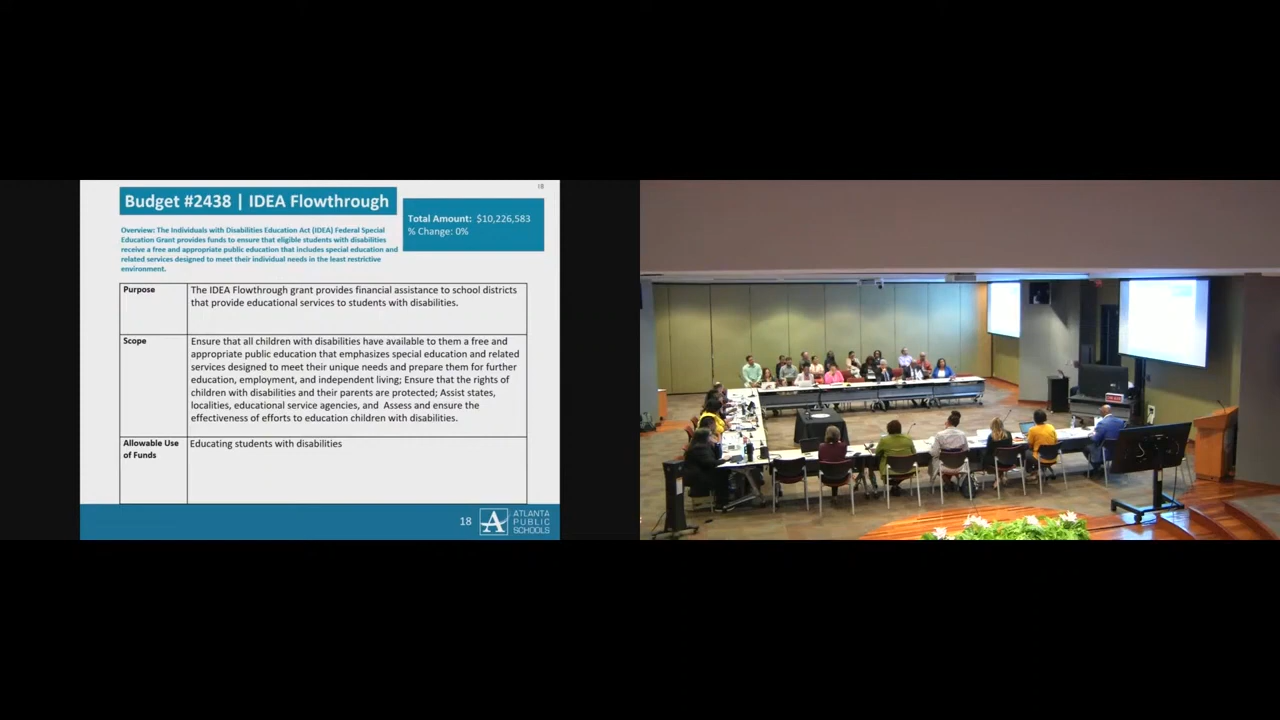 18
Budget #2438 | IDEA Flowthrough
Total Amount: $10,226,583
% Change: 0%
Overview: The Individuals with Disabilities Education Act (IDEA) Federal Special
Education Grant provides funds to ensure that eligible students with disabilities
receive a free and appropriate public education that includes special education and
related services designed to meet their individual needs in the least restrictive
environment.
Purpose
The IDEA Flowthrough grant provides financial assistance to school districts
that provide educational services to students with disabilities.
Scope
Ensure that all children with disabilities have available to them a free and
appropriate public education that emphasizes special education and related
services designed to meet their unique needs and prepare them for further
education, employment, and independent living; Ensure that the rights of
children with disabilities and their parents are protected; Assist states,
localities, educational service agencies, and Assess and ensure the
effectiveness of efforts to education children with disabilities.
Allowable Use
of Funds
Educating students with disabilities
18
A
ATLANTA
PUBLIC
SCHOOLS